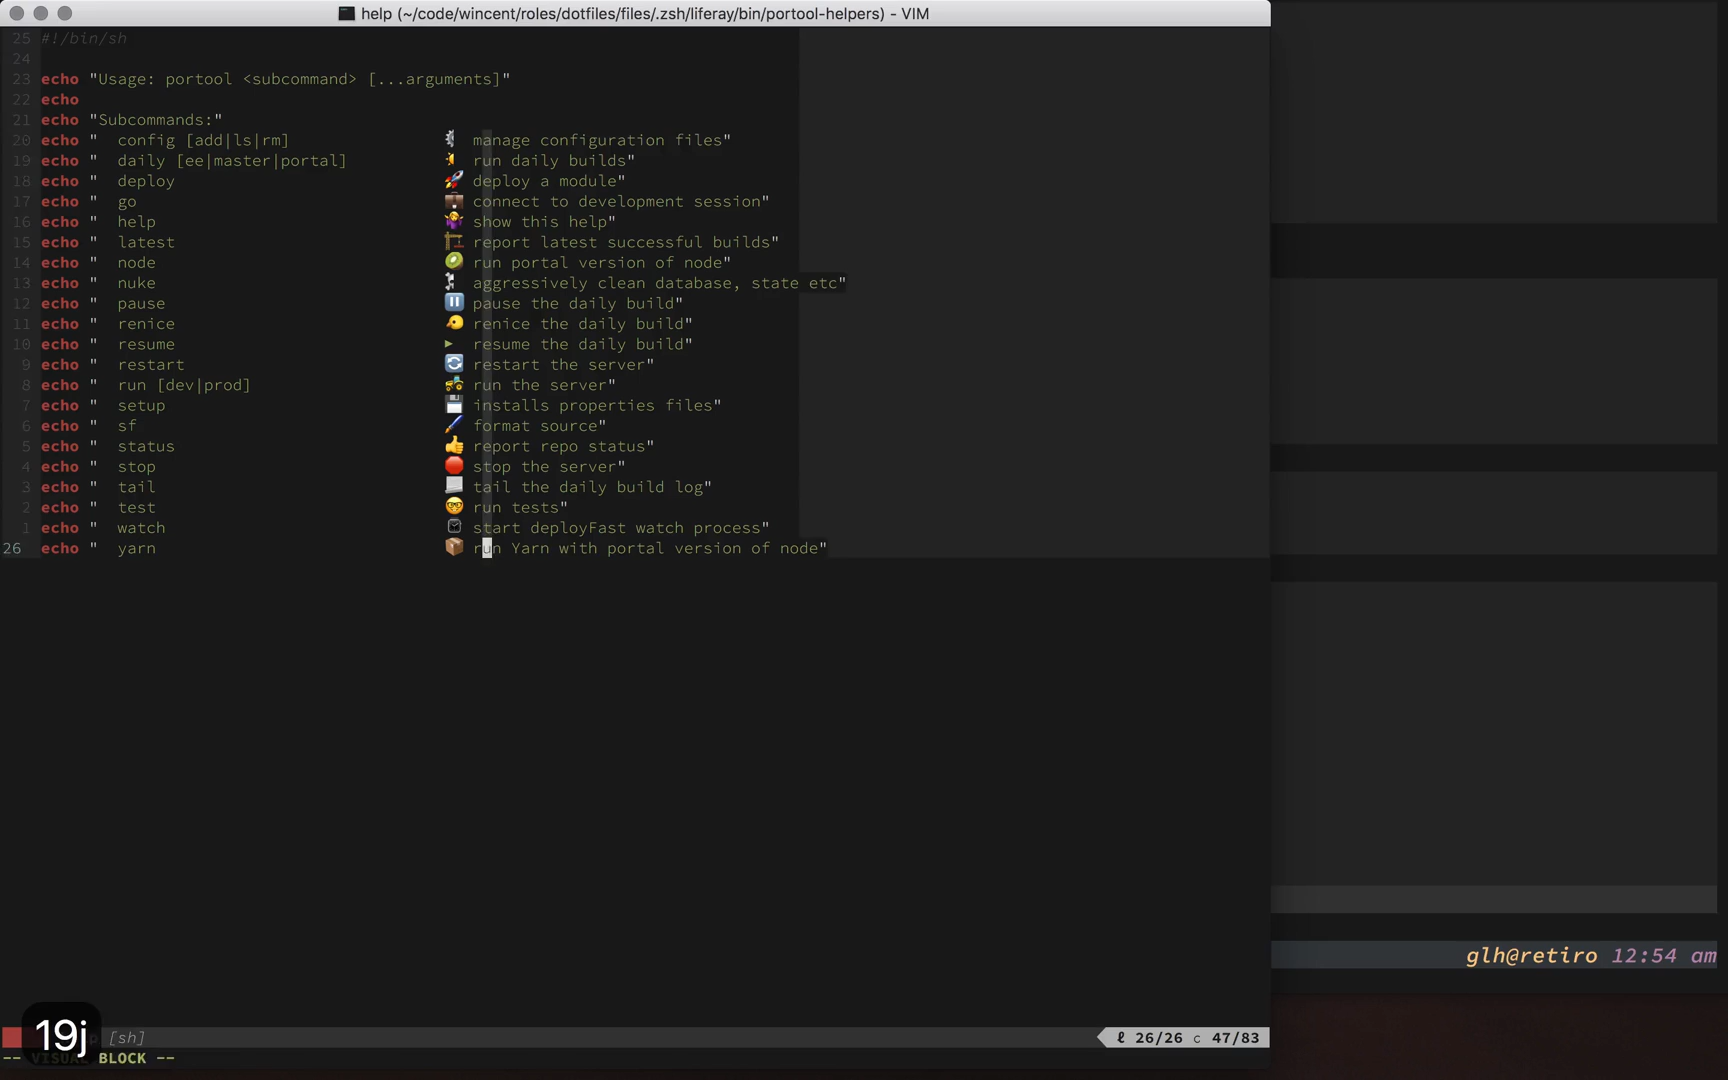 help (~/code/wincent/roles/dotfiles/files/.zsh/liferay/bin/portool-helpers) - VIM
25 #!/bin/sh
24
23 echo "Usage: portool <subcommand> [...arguments]"
22 echo
21 echo "Subcommands:"
20 echo "  config [add|ls|rm] ⚙ manage configuration files"
19 echo "  daily [ee|master|portal] ☀ run daily builds"
18 echo "  deploy 🚀 deploy a module"
17 echo "  go 💼 connect to development session"
16 echo "  help 🤷‍♀️ show this help"
15 echo "  latest 🏗 report latest successful builds"
14 echo "  node 🥝 run portal version of node"
13 echo "  nuke aggressively clean database, state etc"
12 echo "  pause ⏸ pause the daily build"
11 echo "  renice renice the daily build"
10 echo "  resume ▶ resume the daily build"
9 echo "  restart 🔄 restart the server"
8 echo "  run [dev|prod] 🚜 run the server"
7 echo "  setup 💾 installs properties files"
6 echo "  sf 🖌 format source"
5 echo "  status 👍 report repo status"
4 echo "  stop 🛑 stop the server"
3 echo "  tail tail the daily build log"
2 echo "  test 🤓 run tests"
1 echo "  watch start deployFast watch process"
26 echo "  yarn 📦 run Yarn with portal version of node"
glh@retiro 12:54 am
19j
[sh] ℓ 26/26 c 47/83
-- VISUAL BLOCK --